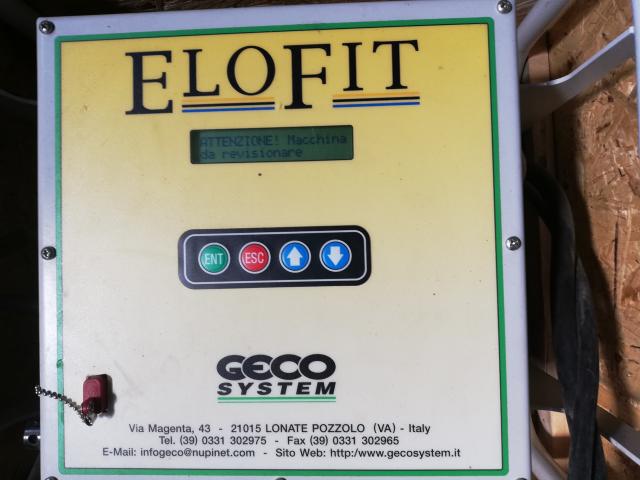 ELOFIT
ATTENZIONE! Macchina
da revisionare
ENT ESC
GECO
SYSTEM
Via Magenta, 43 - 21015 LONATE POZZOLO (VA) - Italy
Tel. (39) 0331 302975 - Fax (39) 0331 302965
E-Mail: infogeco@nupinet.com - Sito Web: http:/www.gecosystem.it